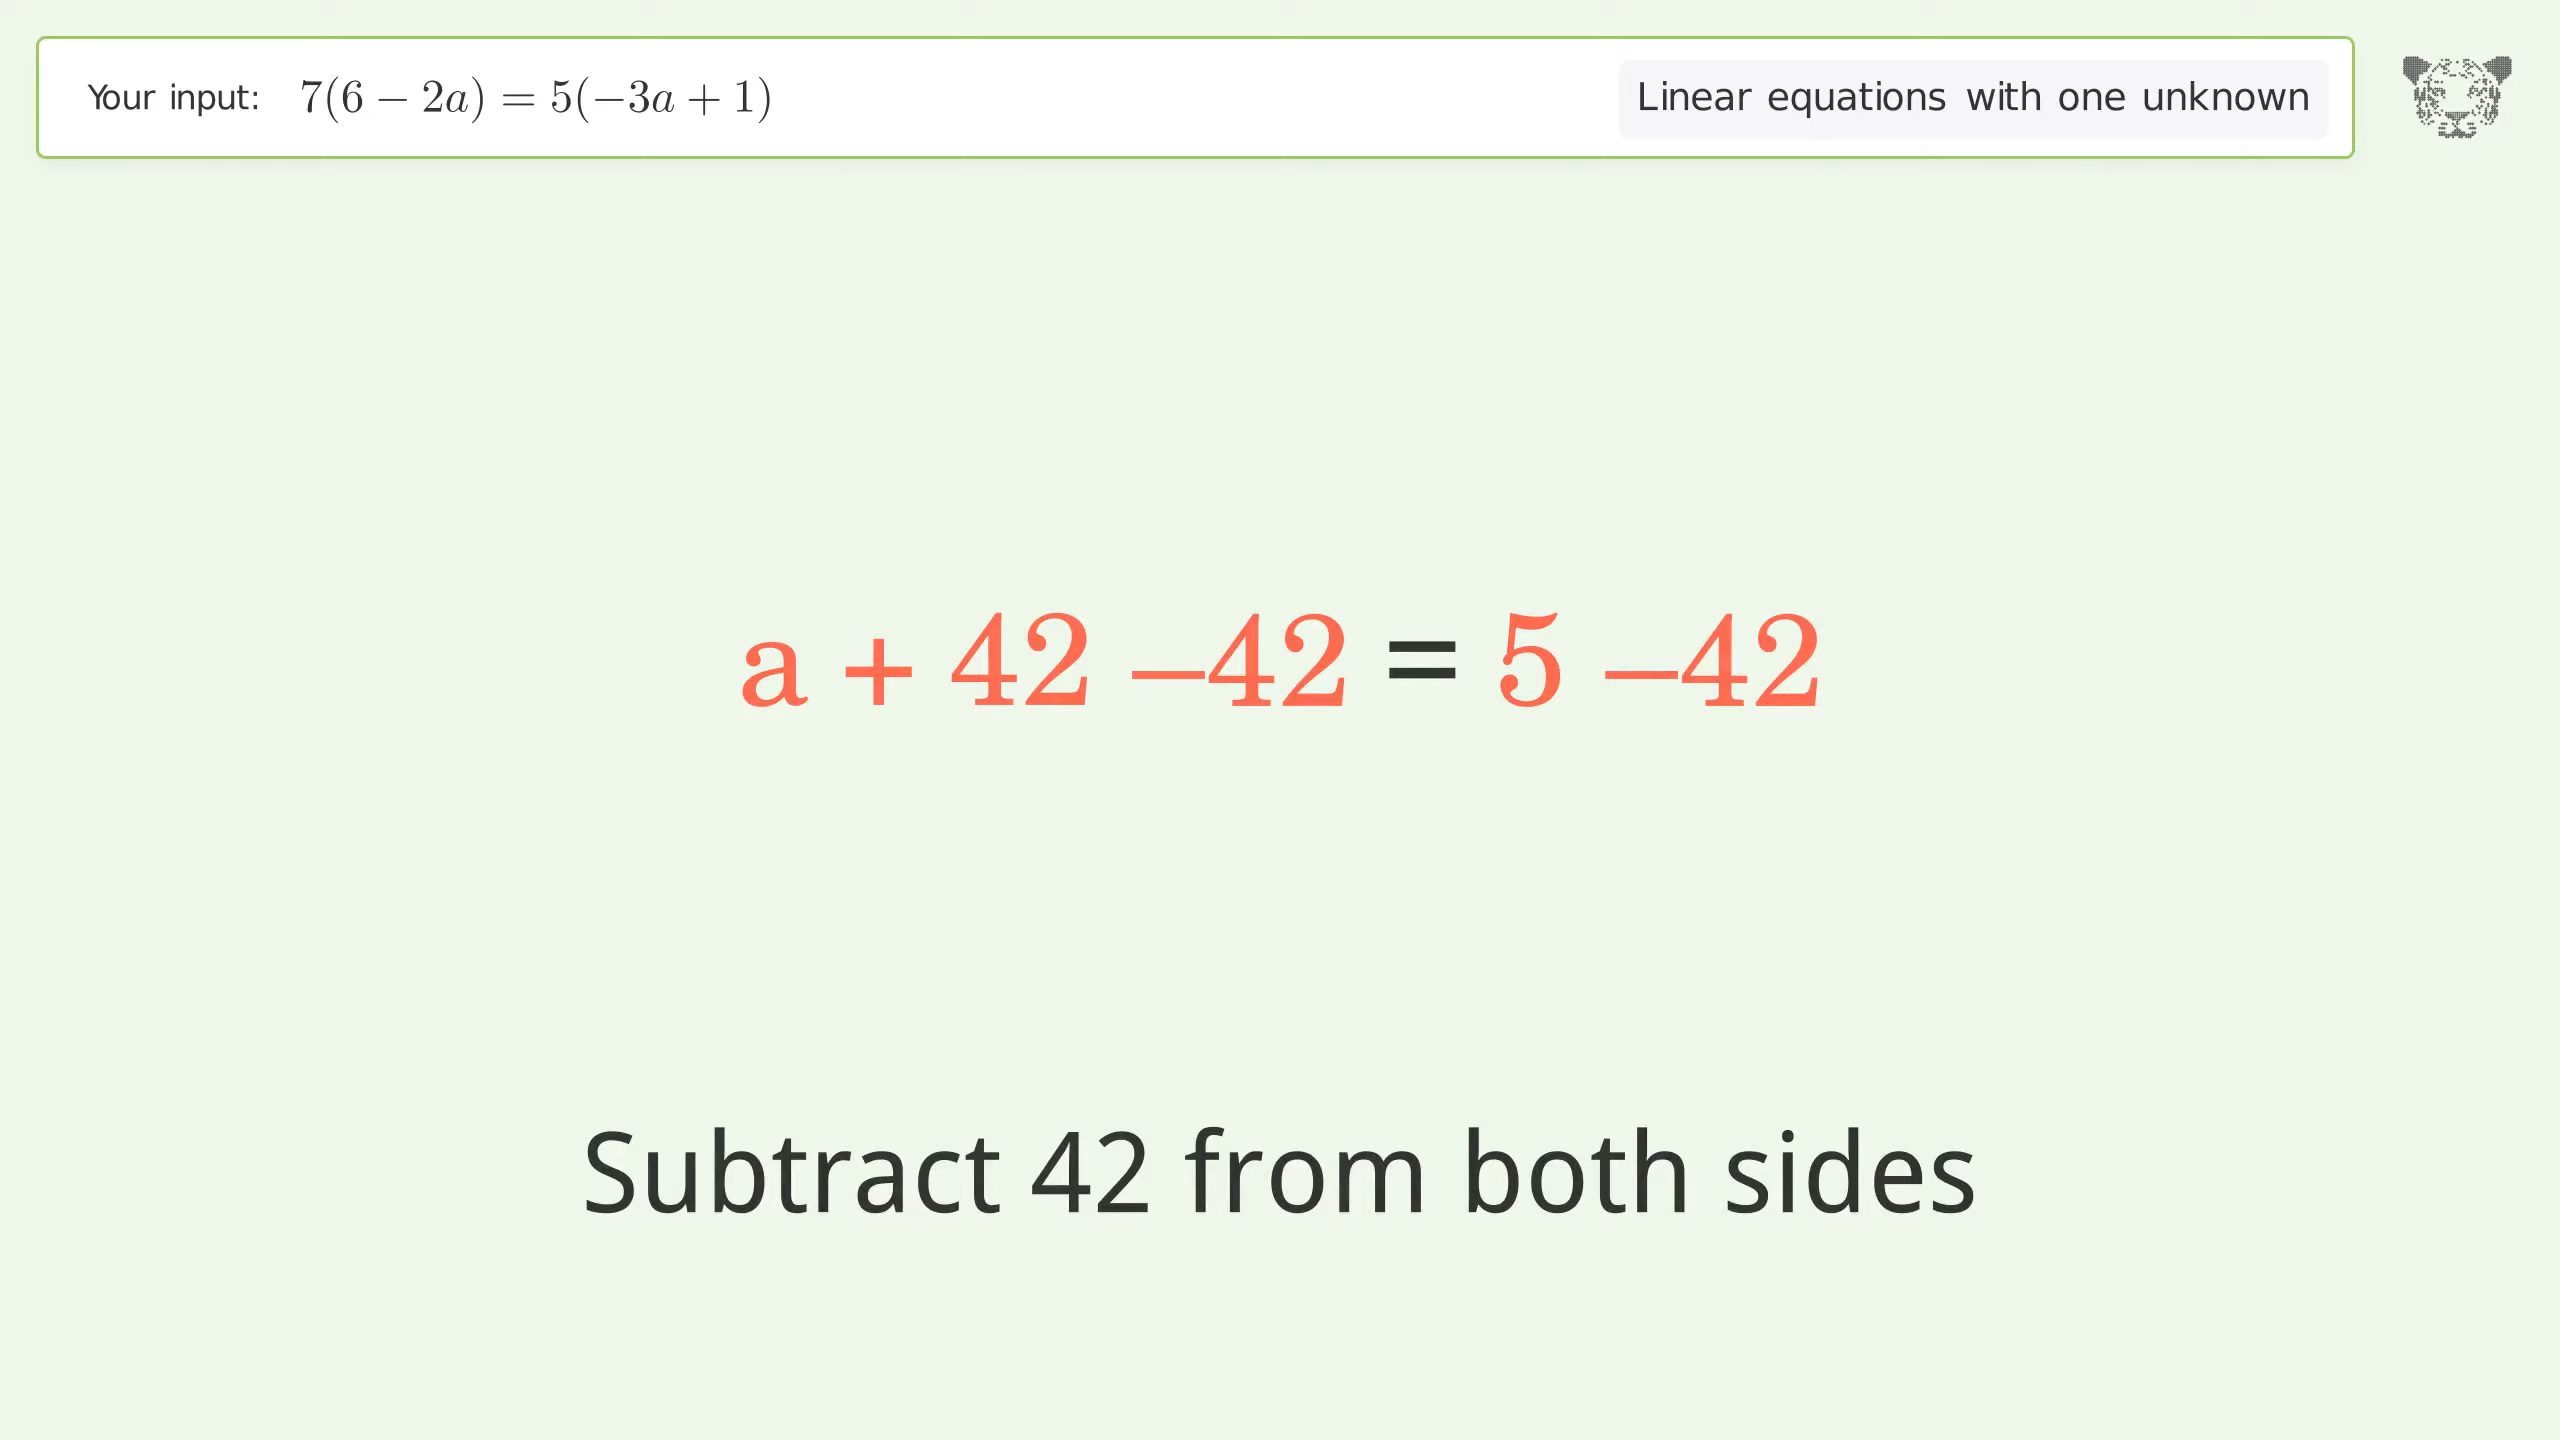 Your input: 7(6 − 2a) = 5(−3a + 1)
Linear equations with one unknown
a + 42 −42 = 5 −42
Subtract 42 from both sides